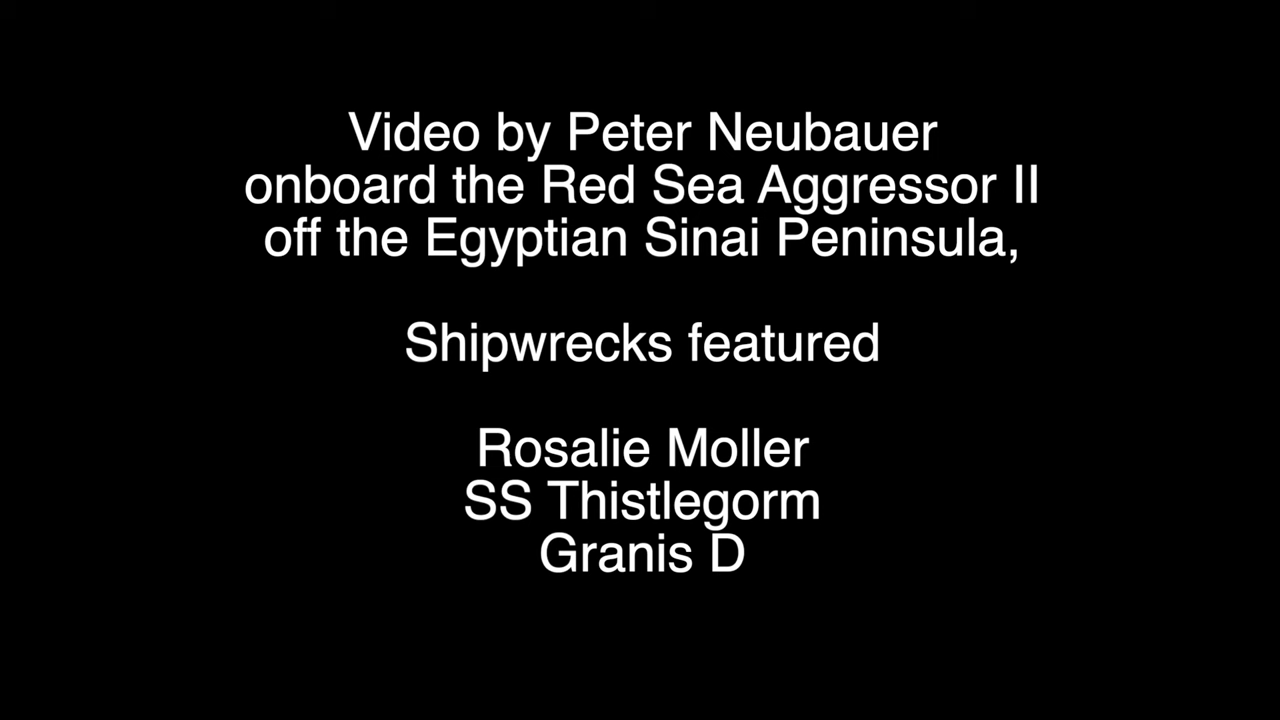 Video by Peter Neubauer
onboard the Red Sea Aggressor II
off the Egyptian Sinai Peninsula,
Shipwrecks featured
Rosalie Moller
SS Thistlegorm
Granis D